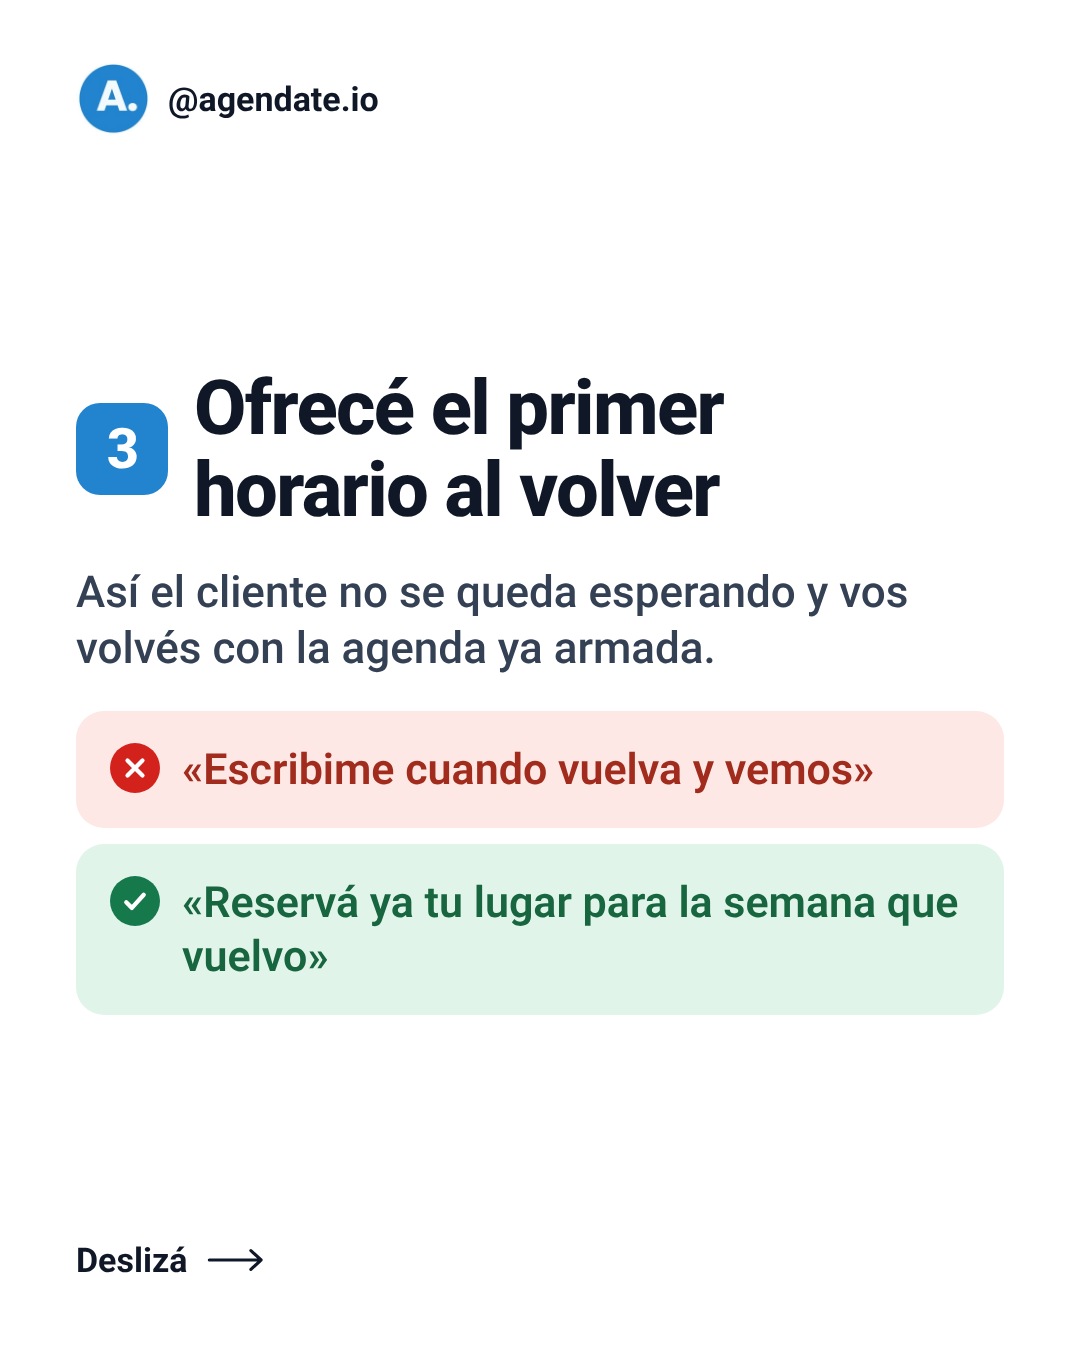 A.
@agendate.io
3
Ofrecé el primer
horario al volver
Así el cliente no se queda esperando y vos
volvés con la agenda ya armada.
«Escribime cuando vuelva y vemos»
«Reservá ya tu lugar para la semana que
vuelvo»
Deslizá